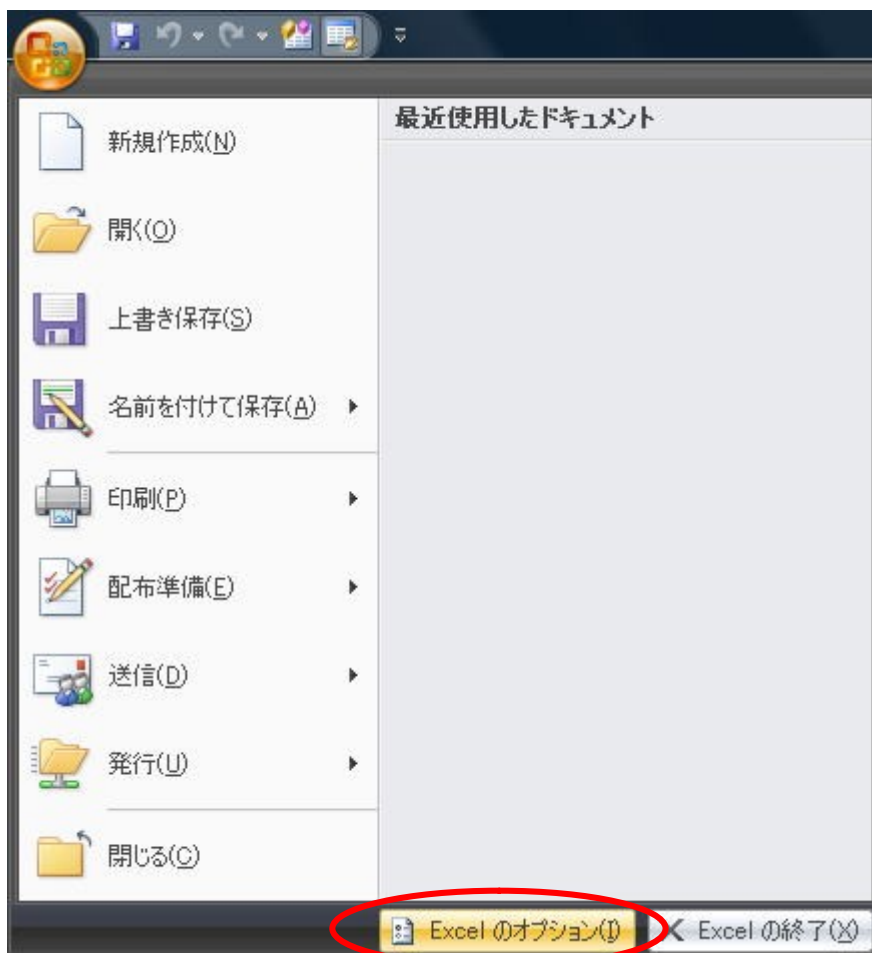 最近使用したドキュメント
新規作成(N)
開く(O)
上書き保存(S)
名前を付けて保存(A)
印刷(P)
配布準備(E)
送信(D)
発行(U)
閉じる(C)
Excel のオプション(I) Excel の終了(X)